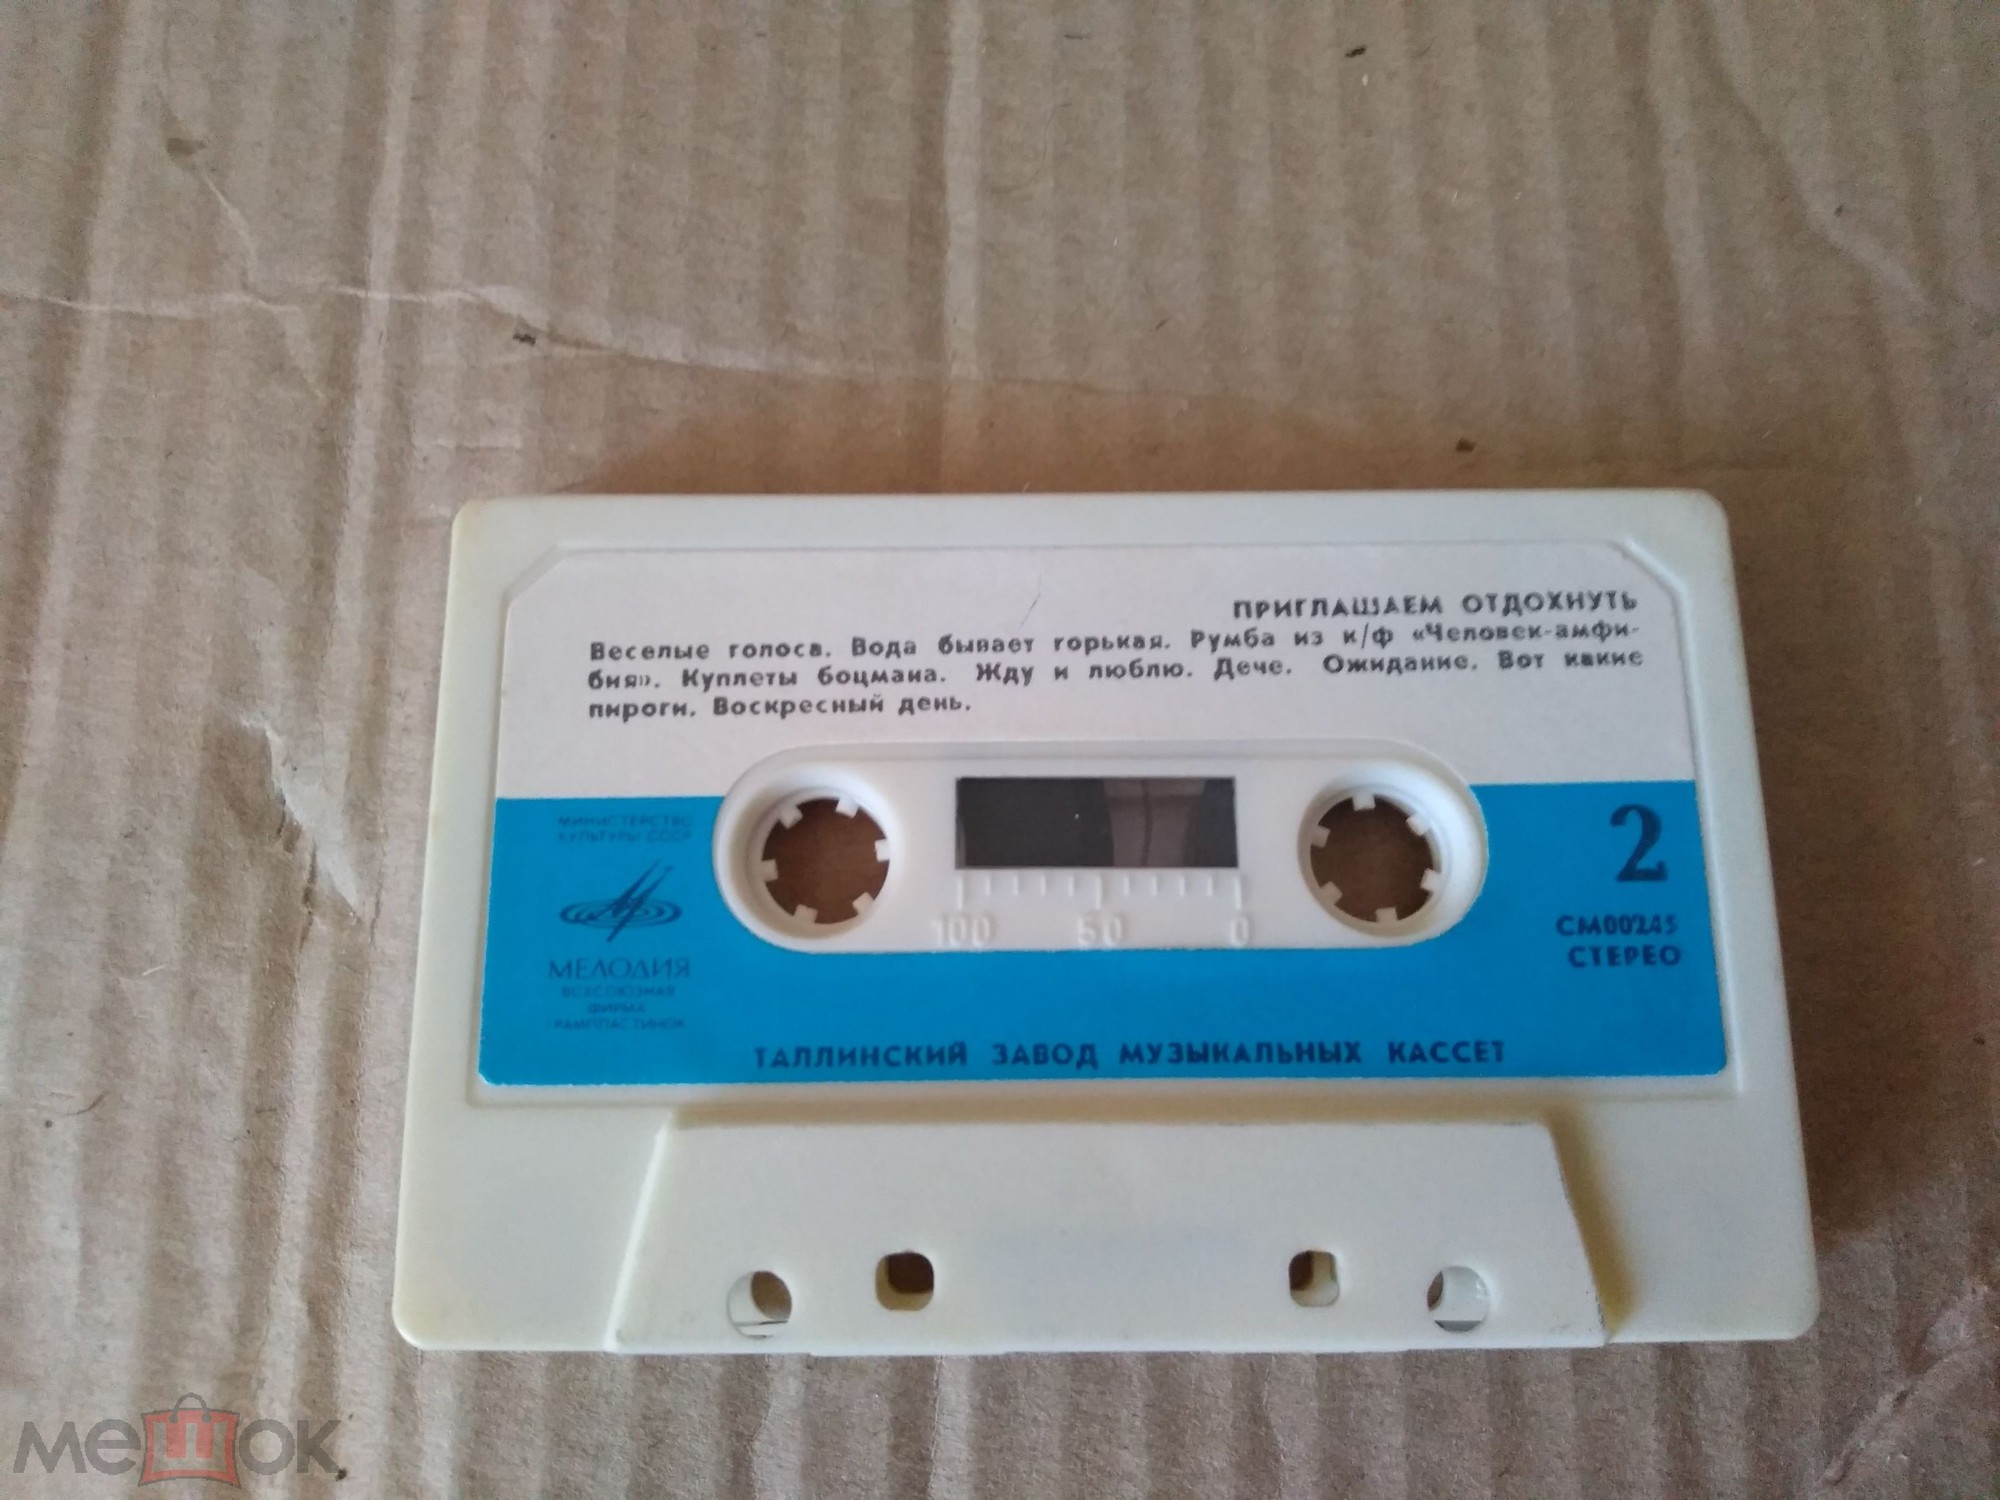 ПРИГЛАШАЕМ ОТДОХНУТЬ
Веселые голоса. Вода бывает горькая. Румба из к/ф «Человек-амфи-
бия». Куплеты боцмана. Жду и люблю. Дече. Ожидание. Вот какие
пироги. Воскресный день.
МИНИСТЕРСТВО
КУЛЬТУРЫ СССР
МЕЛОДИЯ
ВСЕСОЮЗНАЯ
ФИРМА
ГРАМПЛАСТИНОК
100 50 0
2
СМ00245
СТЕРЕО
ТАЛЛИНСКИЙ ЗАВОД МУЗЫКАЛЬНЫХ КАССЕТ
мешок